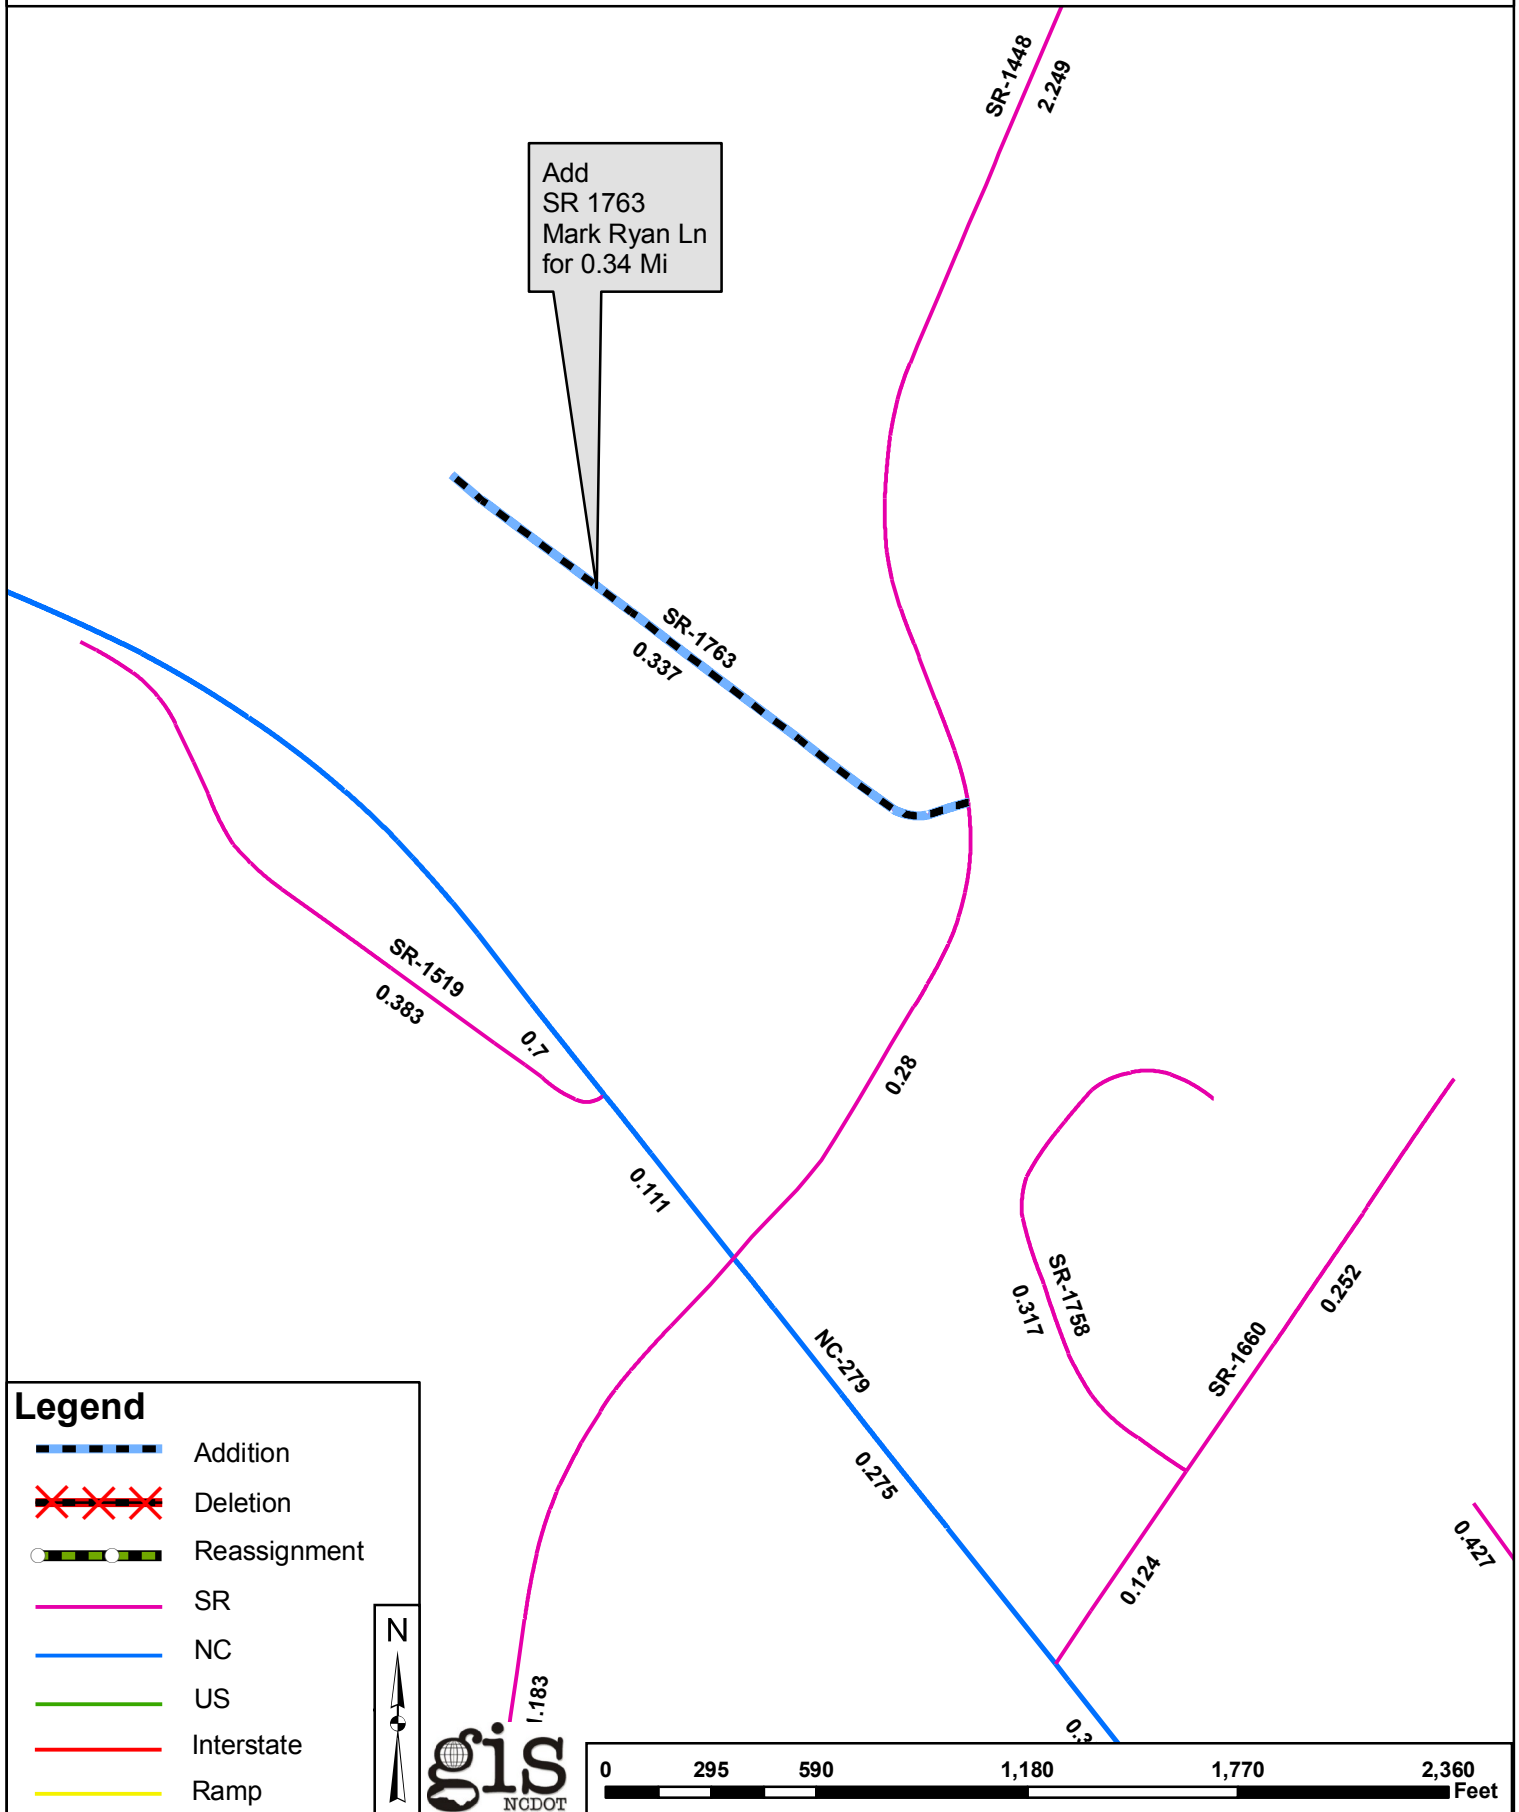 SR-1448
2.249
Add
SR 1763
Mark Ryan Ln
for 0.34 Mi
SR-1763
0.337
SR-1519
0.383
0.7
0.28
0.111
SR-1758
0.317
0.252
SR-1660
NC-279
0.275
0.124
0.427
.183
0.3
Legend
Addition
Deletion
Reassignment
SR
NC
US
Interstate
Ramp
N
gis
NCDOT
0 295 590 1,180 1,770 2,360
Feet